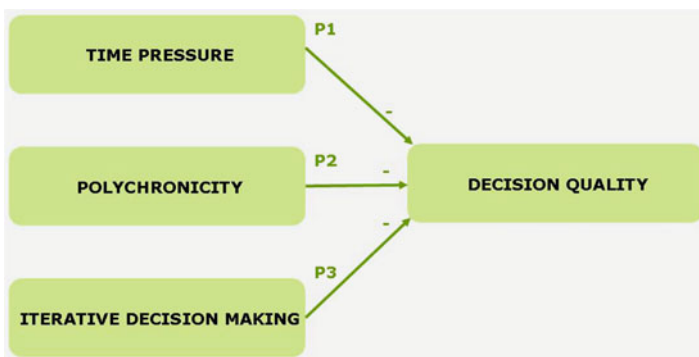 P1
TIME PRESSURE
-
P2
POLYCHRONICITY
-
DECISION QUALITY
-
P3
ITERATIVE DECISION MAKING